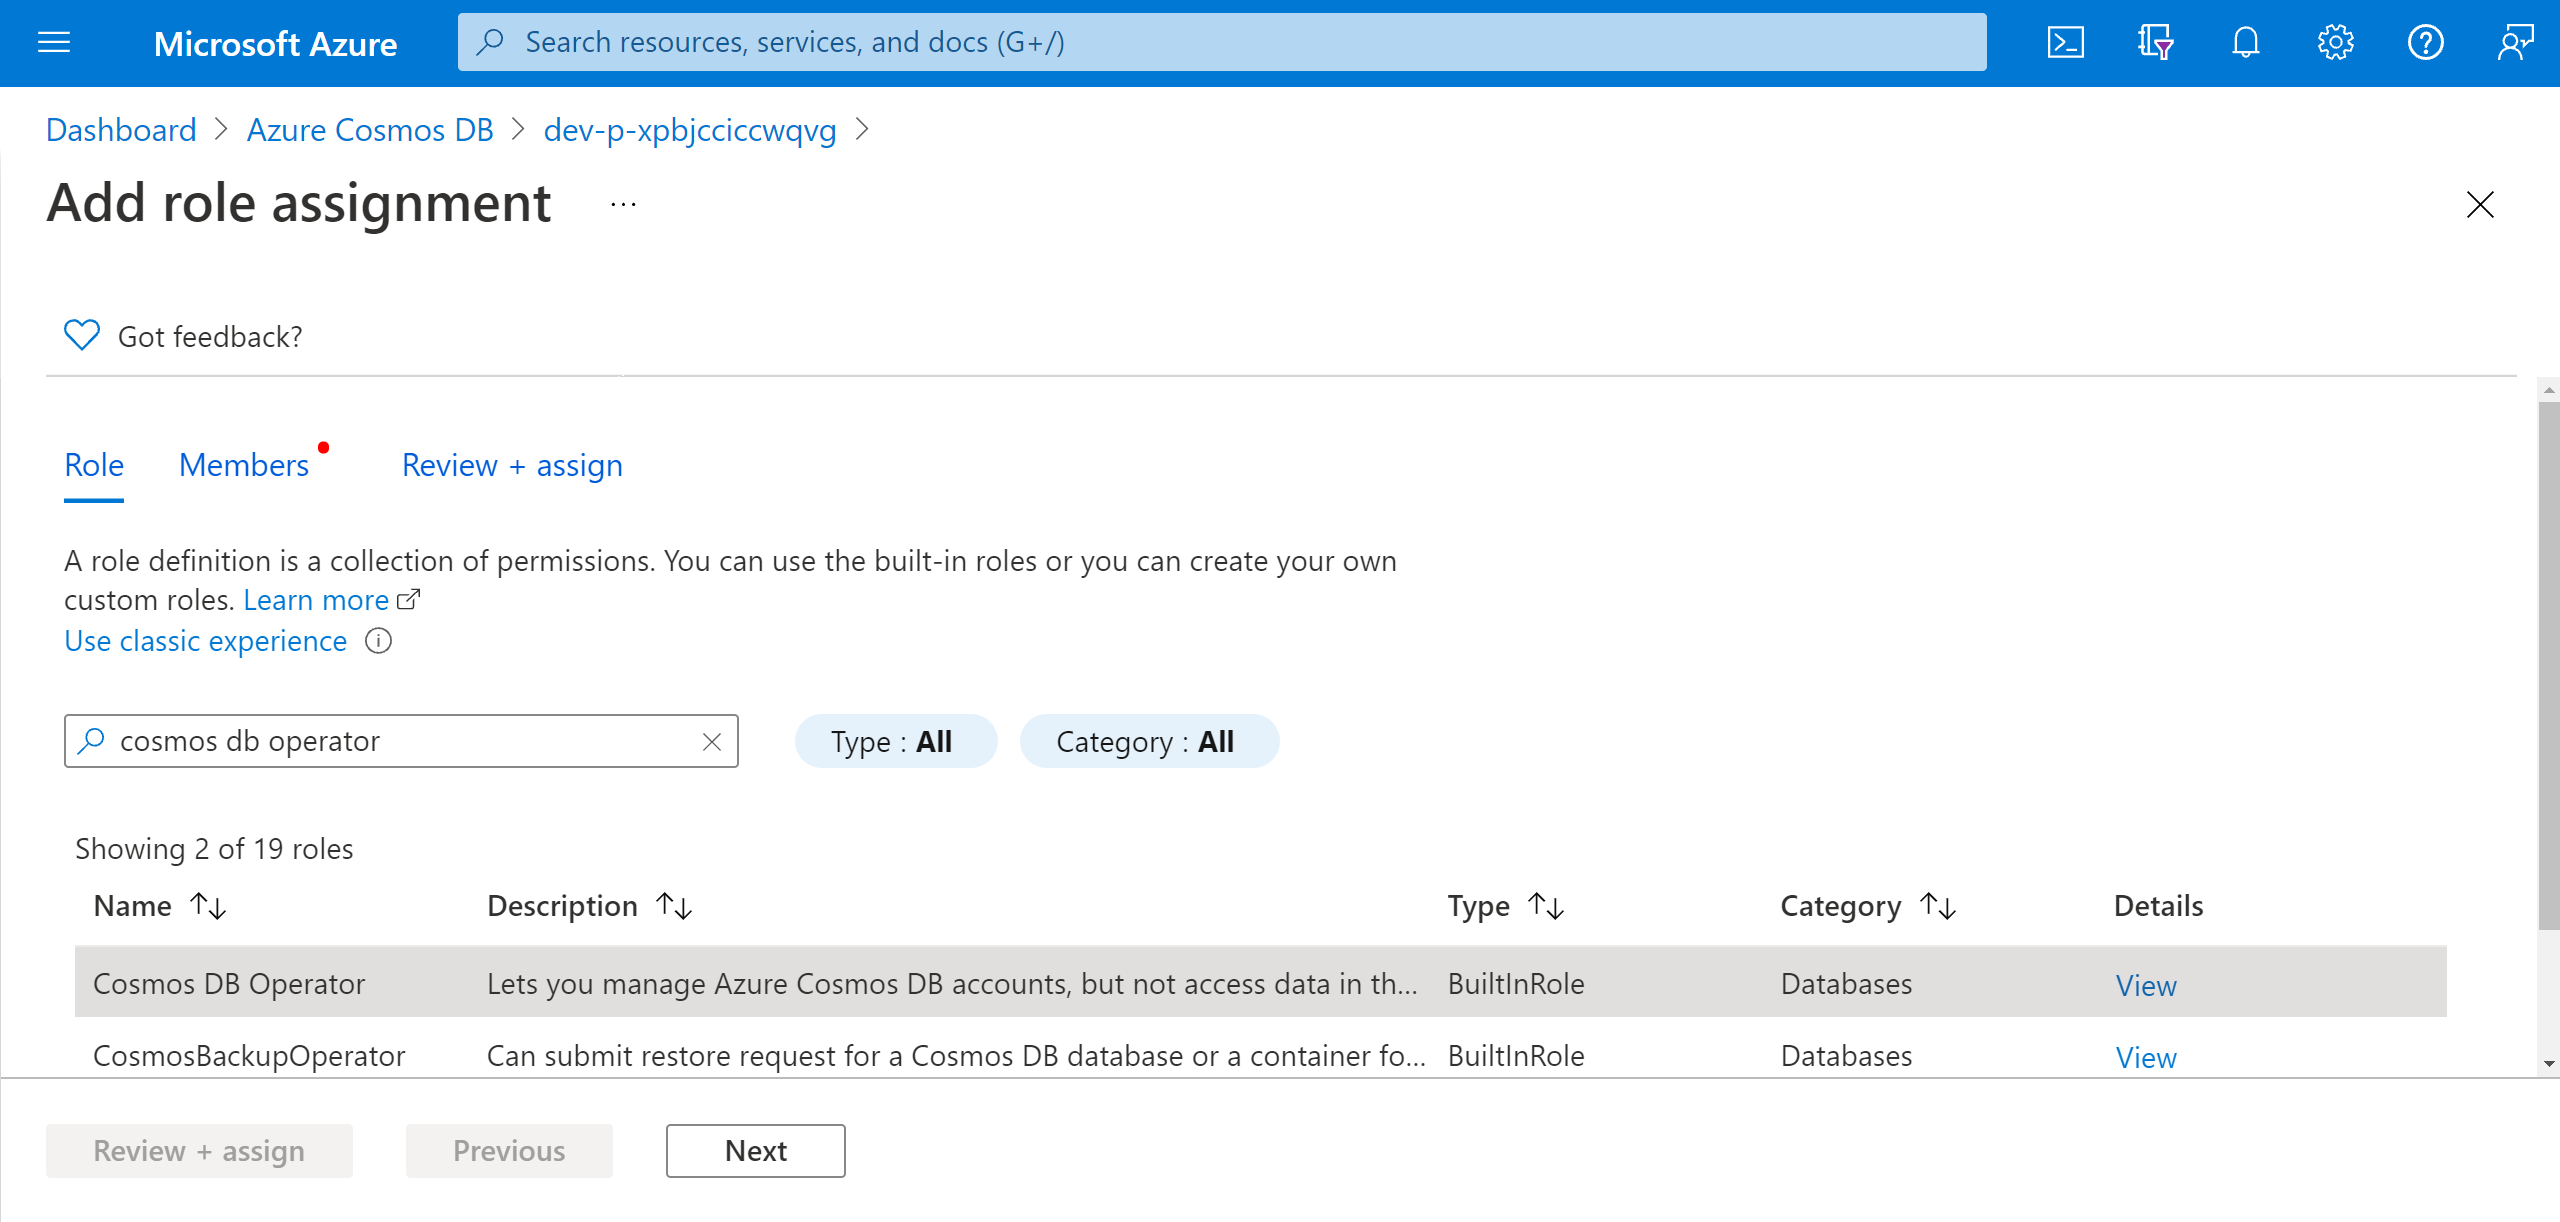 Microsoft Azure
Search resources, services, and docs (G+/)
Dashboard > Azure Cosmos DB > dev-p-xpbjcciccwqvg >
Add role assignment ...
Got feedback?
Role Members Review + assign
A role definition is a collection of permissions. You can use the built-in roles or you can create your own
custom roles. Learn more
Use classic experience
cosmos db operator Type : All Category : All
Showing 2 of 19 roles
Name Description Type Category Details
Cosmos DB Operator Lets you manage Azure Cosmos DB accounts, but not access data in th... BuiltInRole Databases View
CosmosBackupOperator Can submit restore request for a Cosmos DB database or a container fo... BuiltInRole Databases View
Review + assign Previous Next